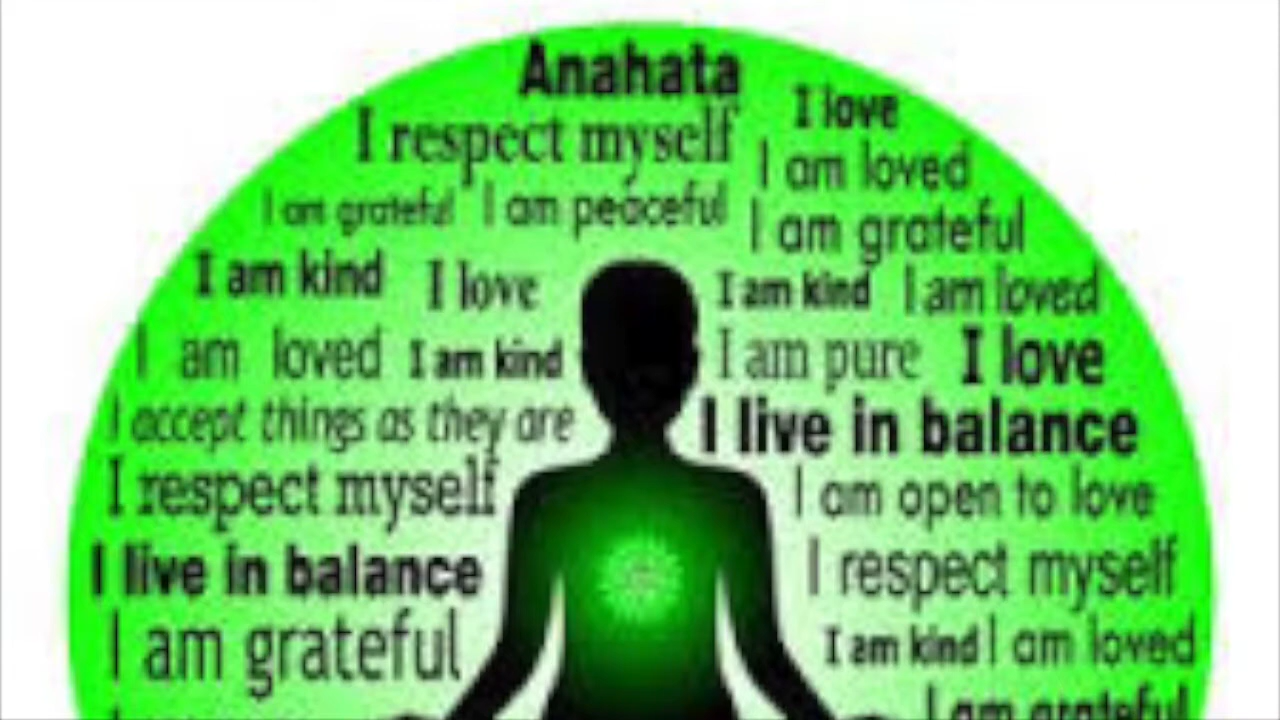 Anahata
I love
I respect myself
I am loved
I am grateful I am peaceful
I am grateful
I am kind I love
I am kind I am loved
I am loved I am kind
I am pure I love
I accept things as they are
I live in balance
I respect myself
I am open to love
I live in balance
I respect myself
I am grateful
I am kind I am loved
I am grateful